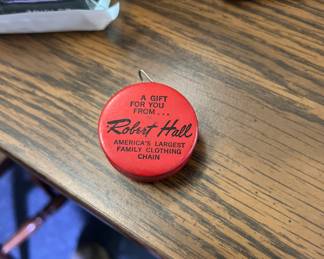 A GIFT
FOR YOU
FROM...
Robert Hall
AMERICA'S LARGEST
FAMILY CLOTHING
CHAIN